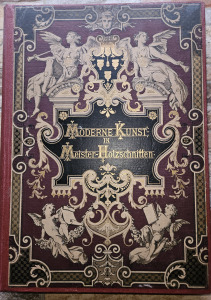 MODERNE KUNST
IN
Meister-Holzschnitten